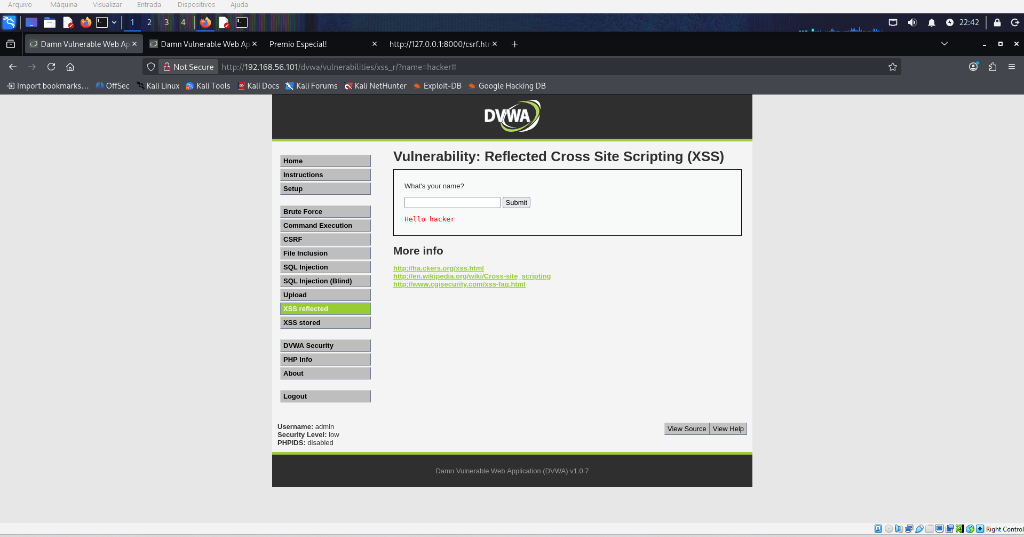 Arquivo Máquina Visualizar Entrada Dispositivos Ajuda
1 2 3 4 22:42
Damn Vulnerable Web Ap Damn Vulnerable Web Ap Premio Especial! http://127.0.0.1:8000/csrf.ht
Not Secure http://192.168.56.101/dvwa/vulnerabilities/xss_r/?name=hacker#
Import bookmarks... OffSec Kali Linux Kali Tools Kali Docs Kali Forums Kali NetHunter Exploit-DB Google Hacking DB
DVWA
Vulnerability: Reflected Cross Site Scripting (XSS)
Home
Instructions
Setup
Brute Force
Command Execution
CSRF
File Inclusion
SQL Injection
SQL Injection (Blind)
Upload
XSS reflected
XSS stored
DVWA Security
PHP Info
About
Logout
What's your name?
Submit
Hello hacker
More info
http://ha.ckers.org/xss.html
http://en.wikipedia.org/wiki/Cross-site_scripting
http://www.cgisecurity.com/xss-faq.html
Username: admin
Security Level: low
PHPIDS: disabled
View Source View Help
Damn Vulnerable Web Application (DVWA) v1.0.7
Right Control